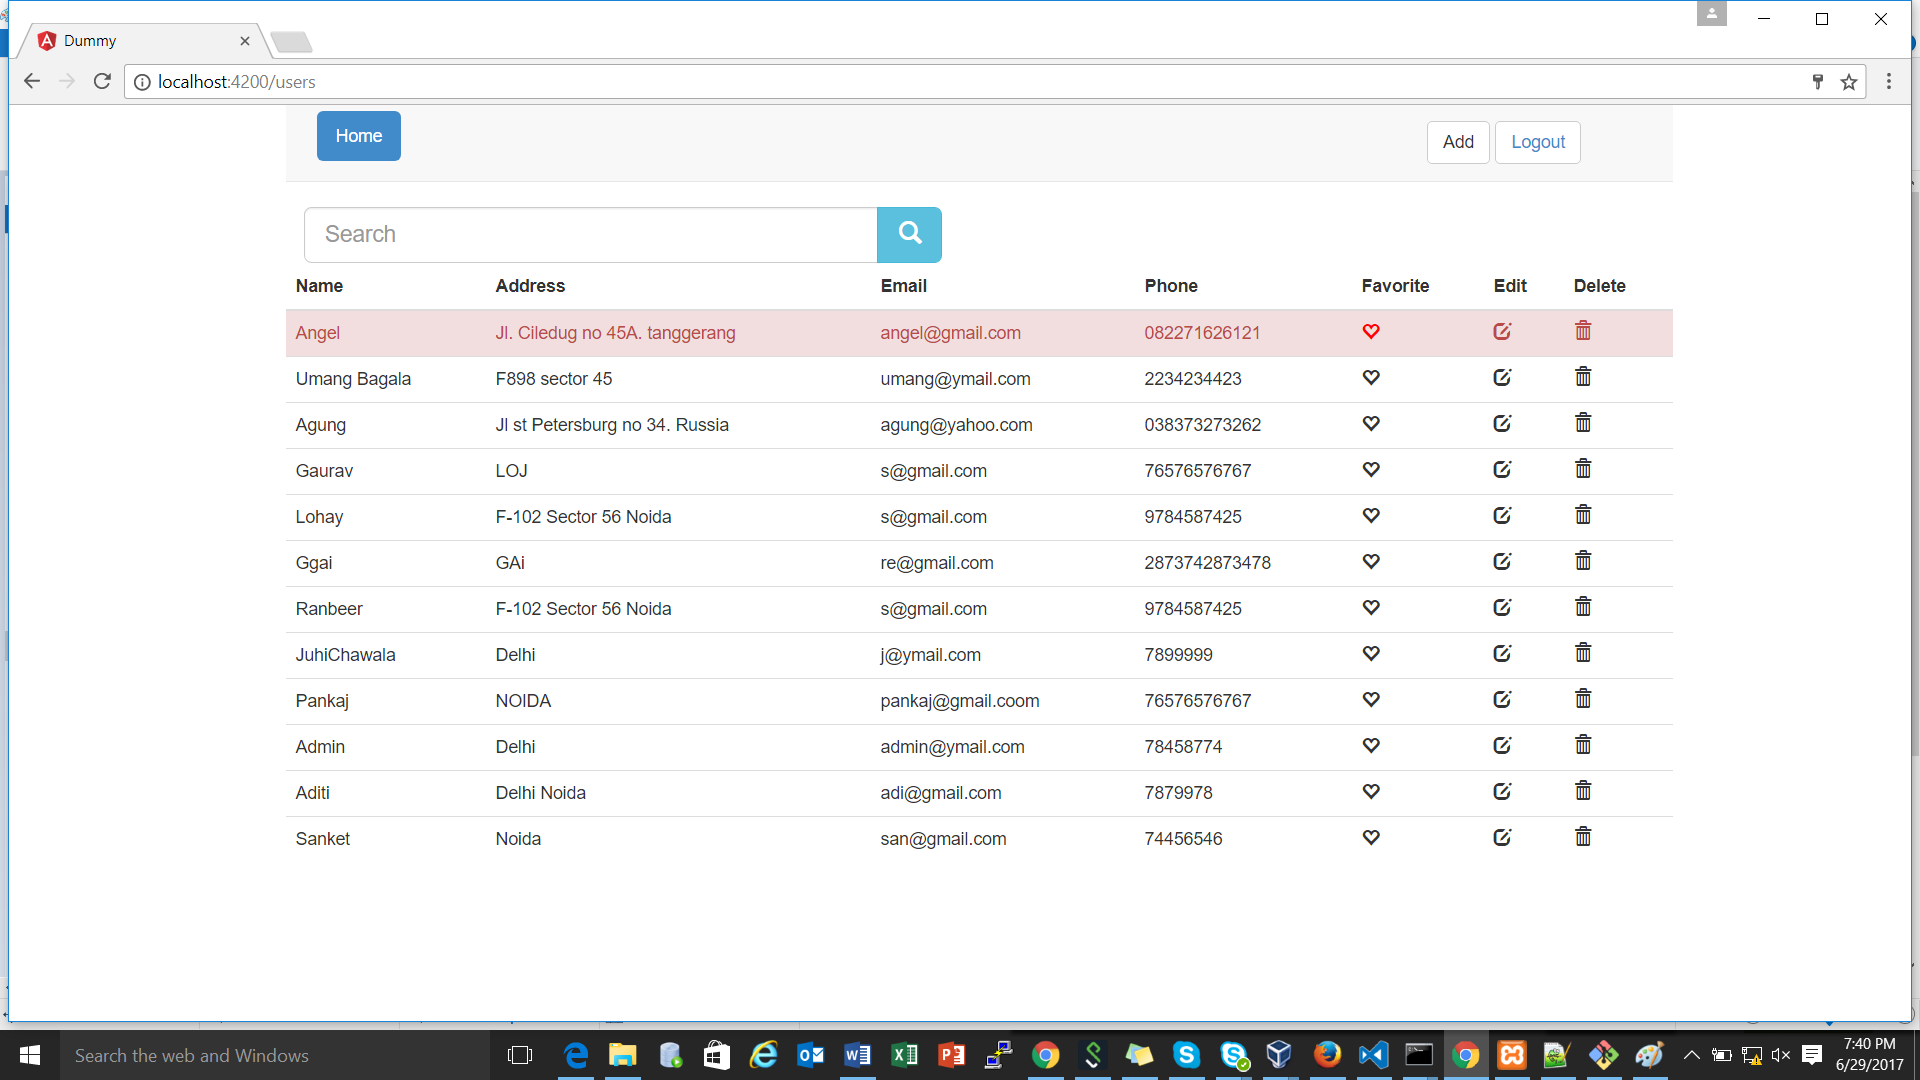 Dummy
localhost:4200/users
Home
Add Logout
Search
Name Address Email Phone Favorite Edit Delete
Angel Jl. Ciledug no 45A. tanggerang angel@gmail.com 082271626121
Umang Bagala F898 sector 45 umang@ymail.com 2234234423
Agung Jl st Petersburg no 34. Russia agung@yahoo.com 038373273262
Gaurav LOJ s@gmail.com 76576576767
Lohay F-102 Sector 56 Noida s@gmail.com 9784587425
Ggai GAi re@gmail.com 2873742873478
Ranbeer F-102 Sector 56 Noida s@gmail.com 9784587425
JuhiChawala Delhi j@ymail.com 7899999
Pankaj NOIDA pankaj@gmail.coom 76576576767
Admin Delhi admin@ymail.com 78458774
Aditi Delhi Noida adi@gmail.com 7879978
Sanket Noida san@gmail.com 74456546
Search the web and Windows
7:40 PM
6/29/2017